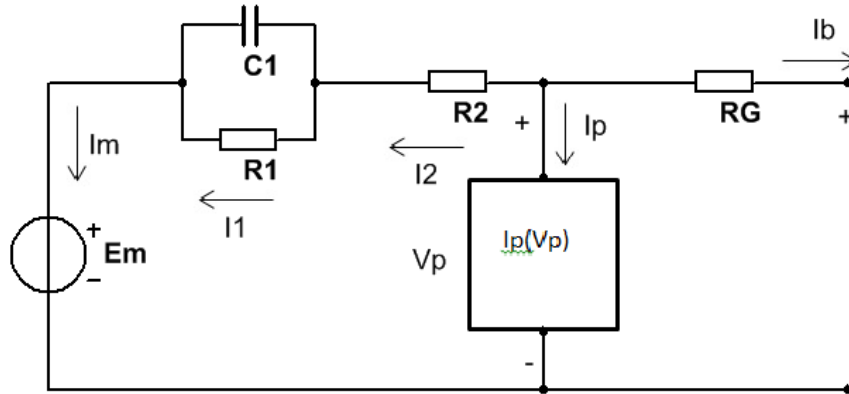 Ib
C1
R2
RG
+
+
Im
Ip
R1
I2
I1
+
Em
-
Vp
Ip(Vp)
-